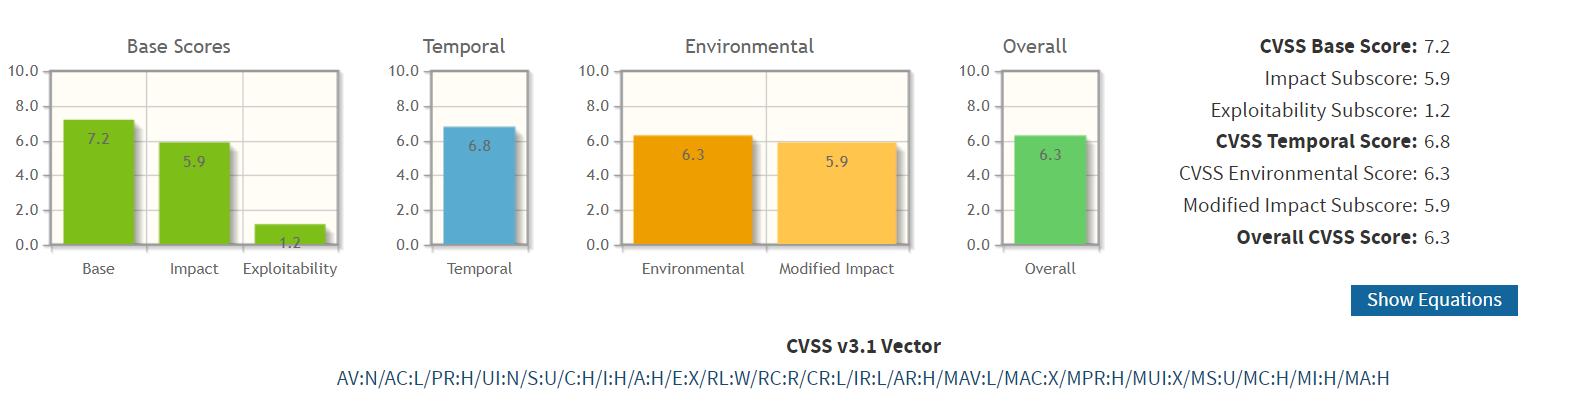 Base Scores
10.0
8.0
6.0
4.0
2.0
0.0
7.2
5.9
1.2
Base Impact Exploitability
Temporal
10.0
8.0
6.0
4.0
2.0
0.0
6.8
Temporal
Environmental
10.0
8.0
6.0
4.0
2.0
0.0
6.3
5.9
Environmental Modified Impact
Overall
10.0
8.0
6.0
4.0
2.0
0.0
6.3
Overall
CVSS Base Score: 7.2
Impact Subscore: 5.9
Exploitability Subscore: 1.2
CVSS Temporal Score: 6.8
CVSS Environmental Score: 6.3
Modified Impact Subscore: 5.9
Overall CVSS Score: 6.3
Show Equations
CVSS v3.1 Vector
AV:N/AC:L/PR:H/UI:N/S:U/C:H/I:H/A:H/E:X/RL:W/RC:R/CR:L/IR:L/AR:H/MAV:L/MAC:X/MPR:H/MUI:X/MS:U/MC:H/MI:H/MA:H